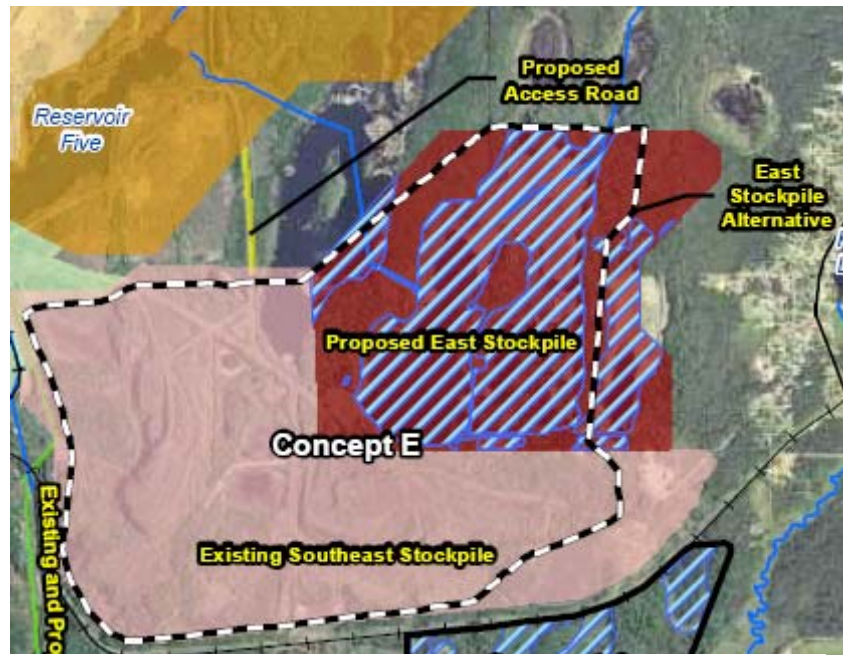 Proposed
Access Road
Reservoir
Five
East
Stockpile
Alternative
Proposed East Stockpile
Concept E
Existing Southeast Stockpile
Existing and Pro